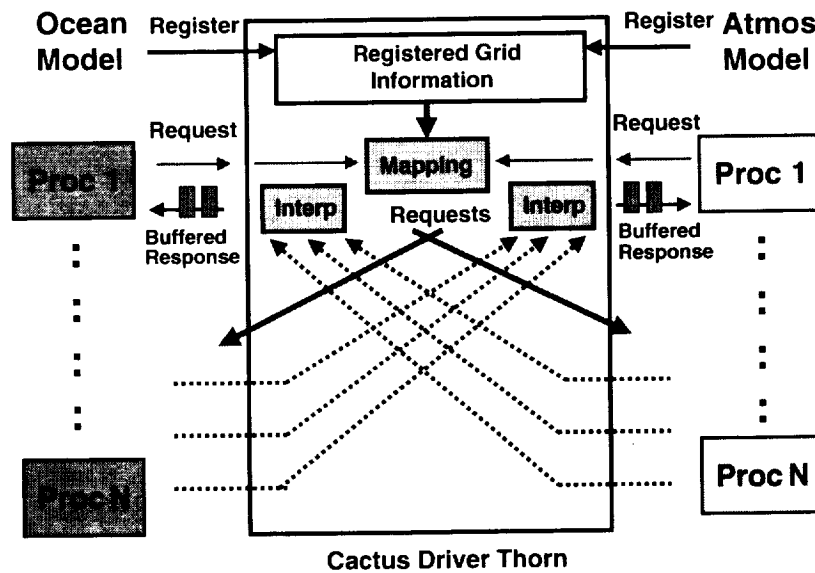 Ocean
Model
Register
Registered Grid
Information
Register
Atmos
Model
Request
Mapping
Request
Proc 1
Interp
Requests
Interp
Proc 1
Buffered
Response
Buffered
Response
Proc N
Proc N
Cactus Driver Thorn